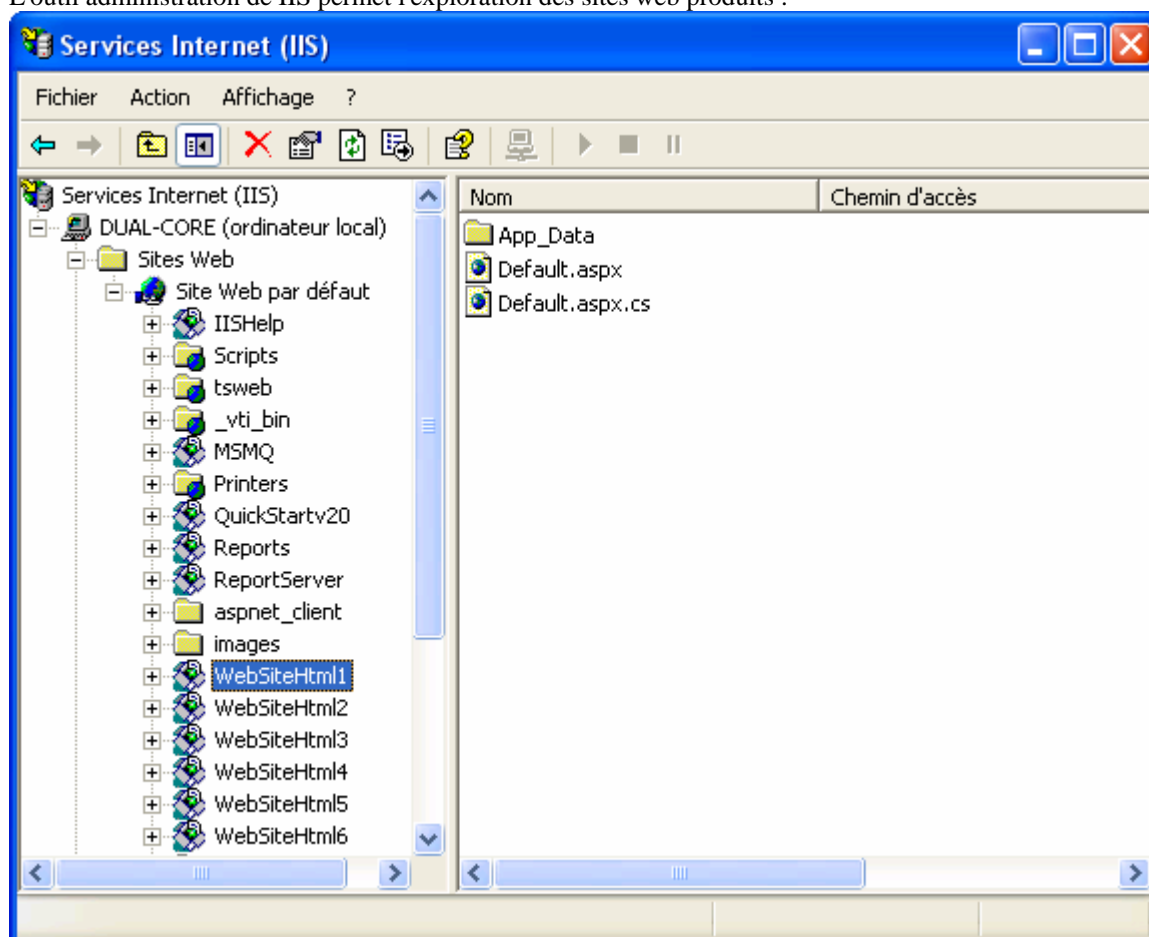 L'outil administration de IIS permet l'exploration des sites web produits :
Services Internet (IIS)
Fichier Action Affichage ?
Services Internet (IIS)
DUAL-CORE (ordinateur local)
Sites Web
Site Web par défaut
IISHelp
Scripts
tsweb
_vti_bin
MSMQ
Printers
QuickStartv20
Reports
ReportServer
aspnet_client
images
WebSiteHtml1
WebSiteHtml2
WebSiteHtml3
WebSiteHtml4
WebSiteHtml5
WebSiteHtml6
Nom Chemin d'accès
App_Data
Default.aspx
Default.aspx.cs